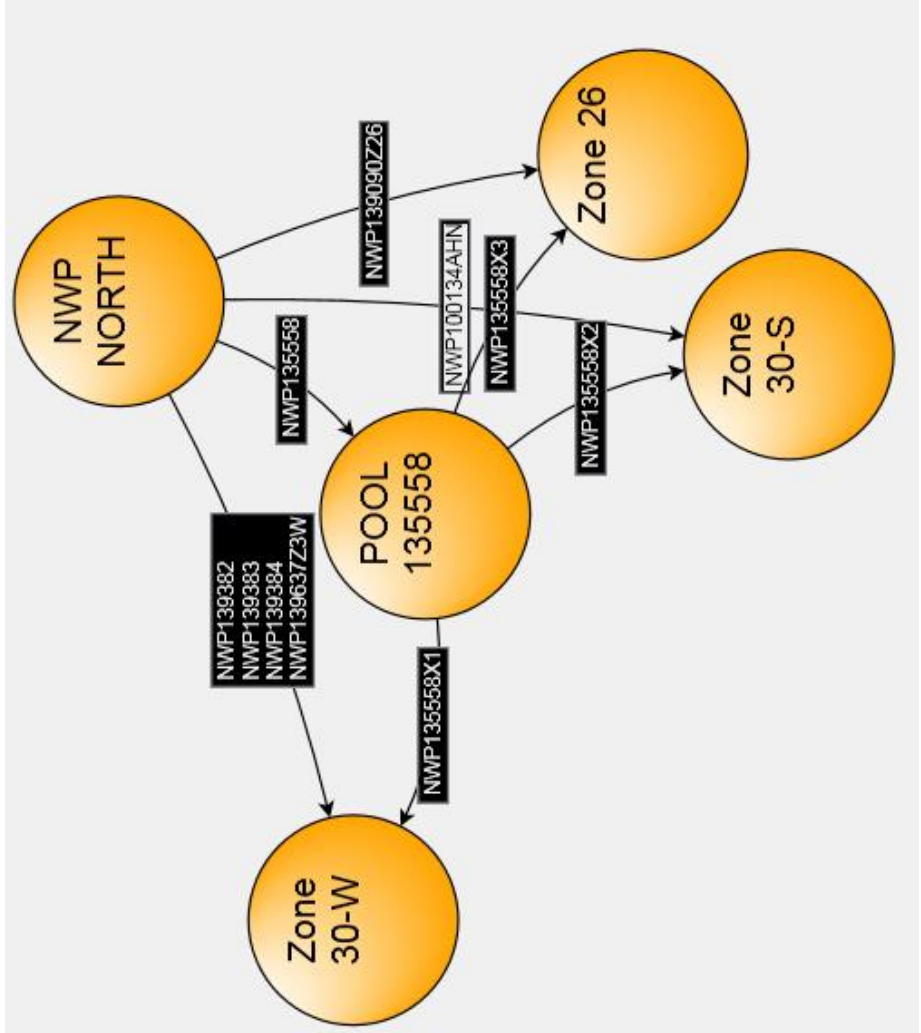 NWP
NORTH
Zone 26
Zone
30-S
POOL
135558
Zone
30-W
NWP139090Z26
NWP100134AHN
NWP135558X3
NWP135558X2
NWP135558
NWP139382
NWP139383
NWP139384
NWP139637Z3W
NWP135558X1